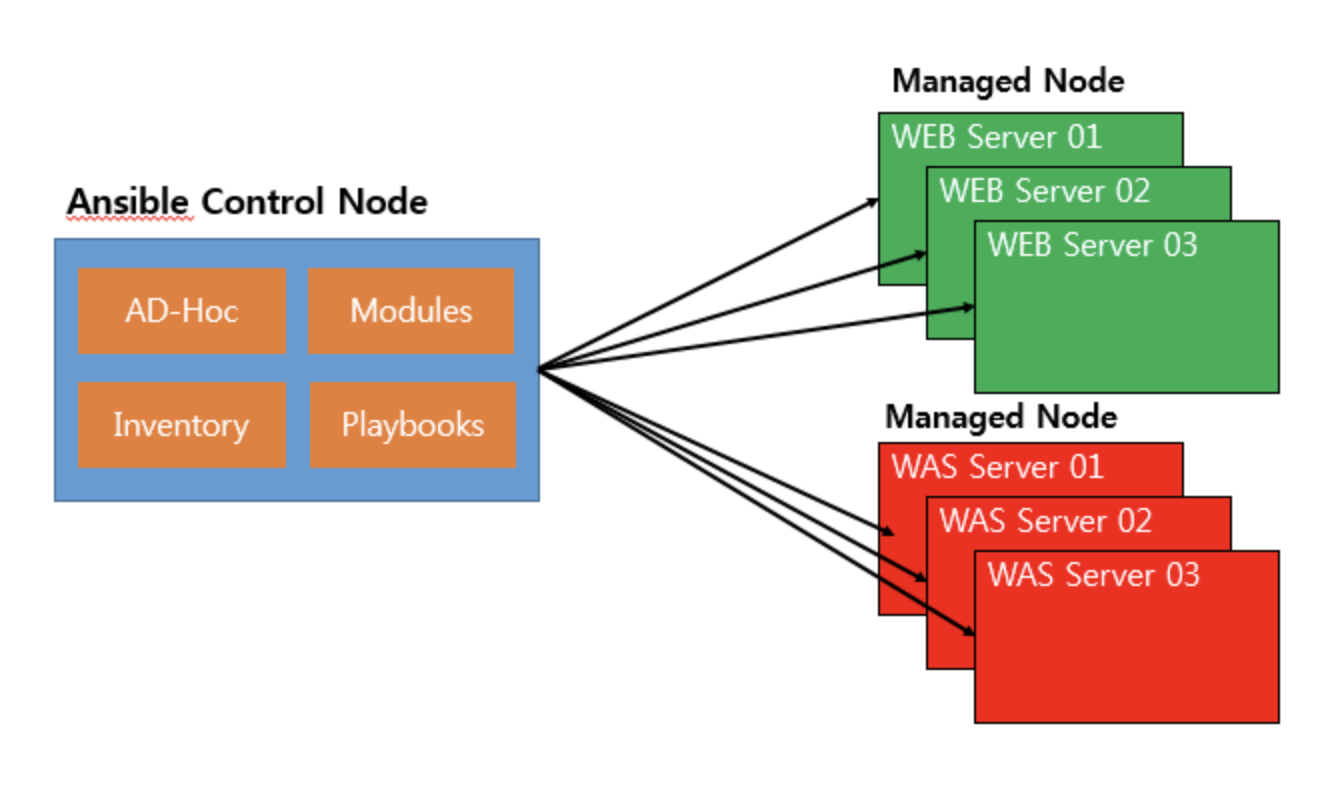 Ansible Control Node
AD-Hoc
Modules
Inventory
Playbooks
Managed Node
WEB Server 01
WEB Server 02
WEB Server 03
Managed Node
WAS Server 01
WAS Server 02
WAS Server 03